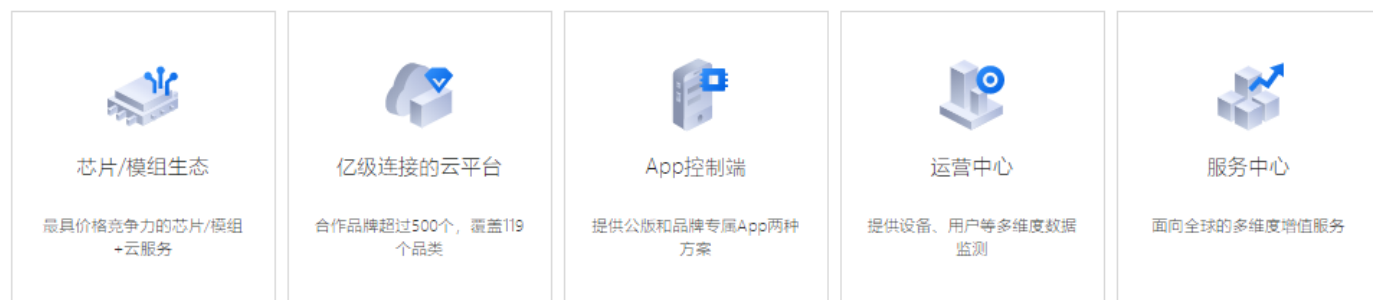 芯片/模组生态
最具价格竞争力的芯片/模组
+云服务
亿级连接的云平台
合作品牌超过500个，覆盖119
个品类
App控制端
提供公版和品牌专属App两种
方案
运营中心
提供设备、用户等多维度数据
监测
服务中心
面向全球的多维度增值服务